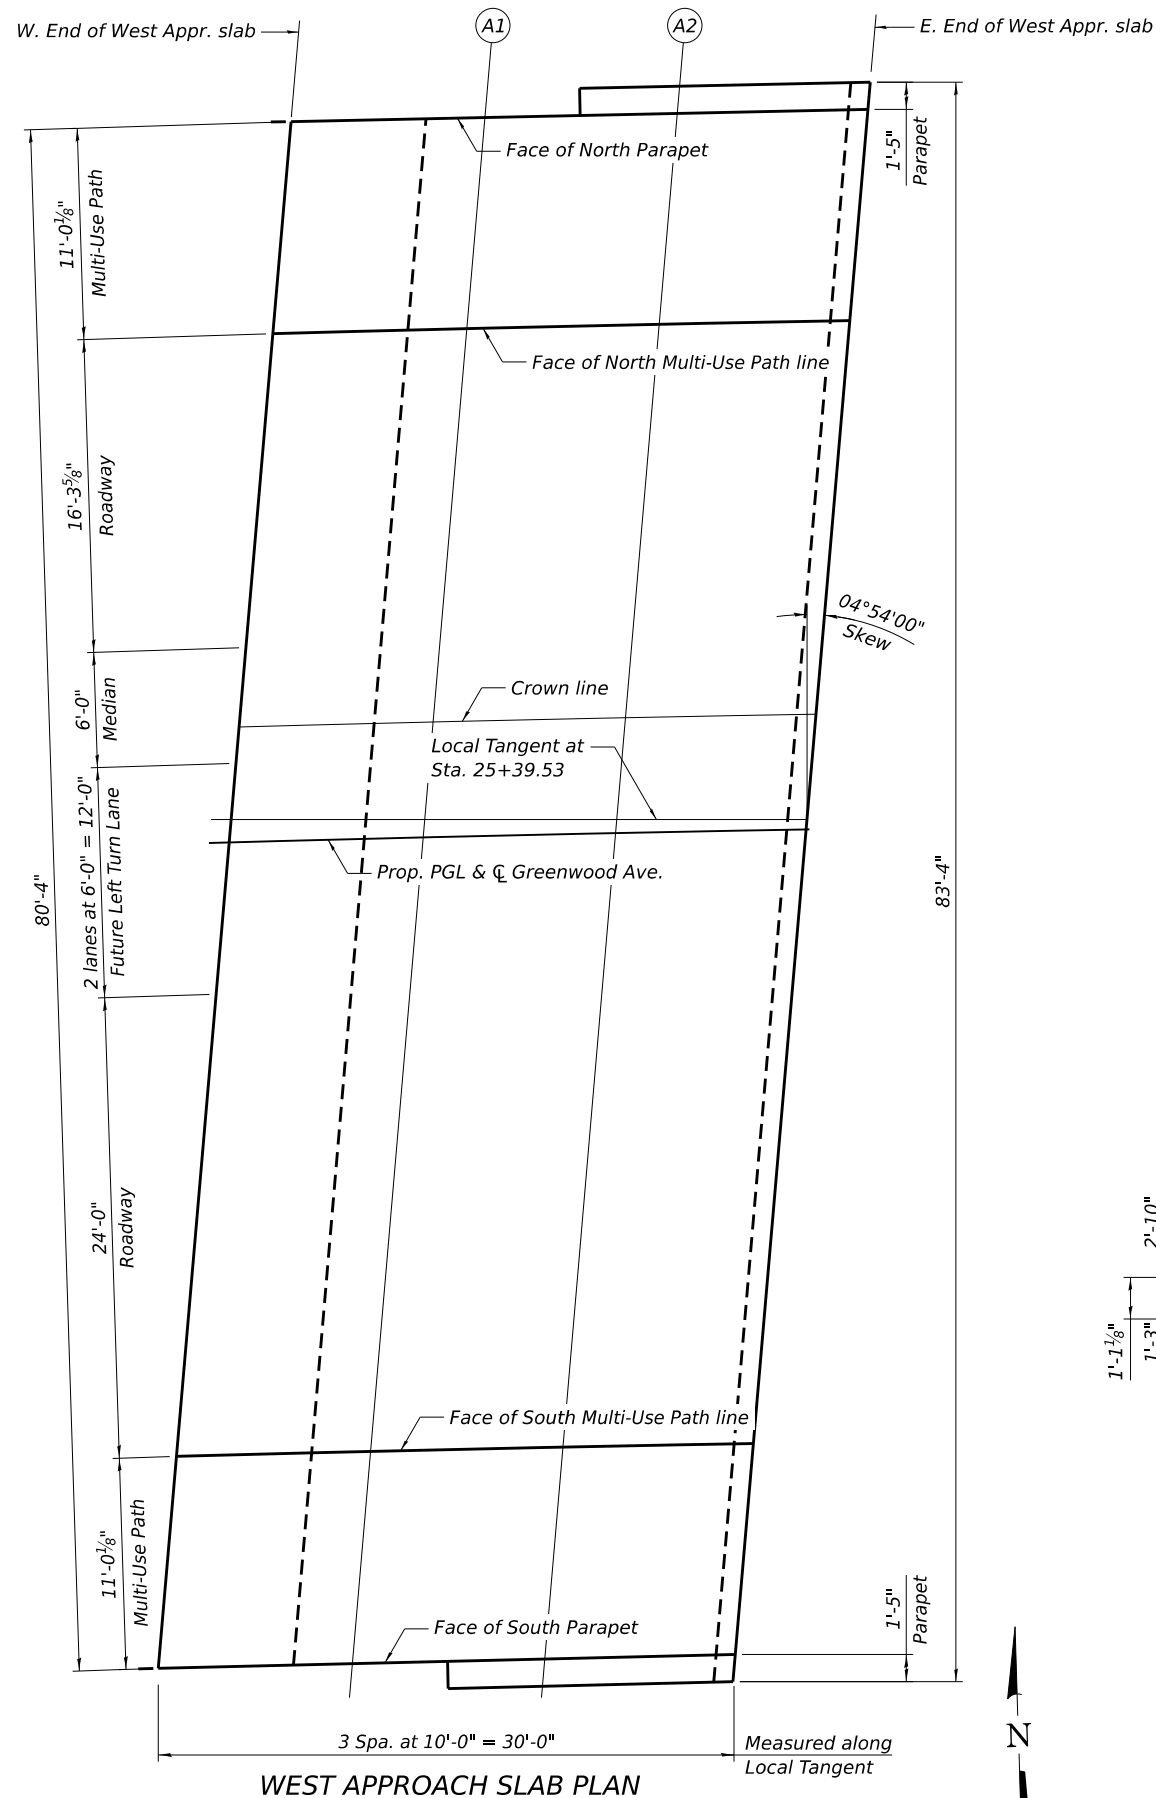 W. End of West Appr. slab
A1
A2
E. End of West Appr. slab
1'-5"
Parapet
Face of North Parapet
11'-0⅛"
Multi-Use Path
Face of North Multi-Use Path line
16'-3⅝"
Roadway
04°54'00"
Skew
6'-0"
Median
Crown line
Local Tangent at
Sta. 25+39.53
2 lanes at 6'-0" = 12'-0"
Future Left Turn Lane
Prop. PGL & ℄ Greenwood Ave.
80'-4"
83'-4"
24'-0"
Roadway
2'-10"
1'-1⅛"
1'-3"
Face of South Multi-Use Path line
11'-0⅛"
Multi-Use Path
1'-5"
Parapet
Face of South Parapet
N
3 Spa. at 10'-0" = 30'-0"
Measured along
Local Tangent
WEST APPROACH SLAB PLAN